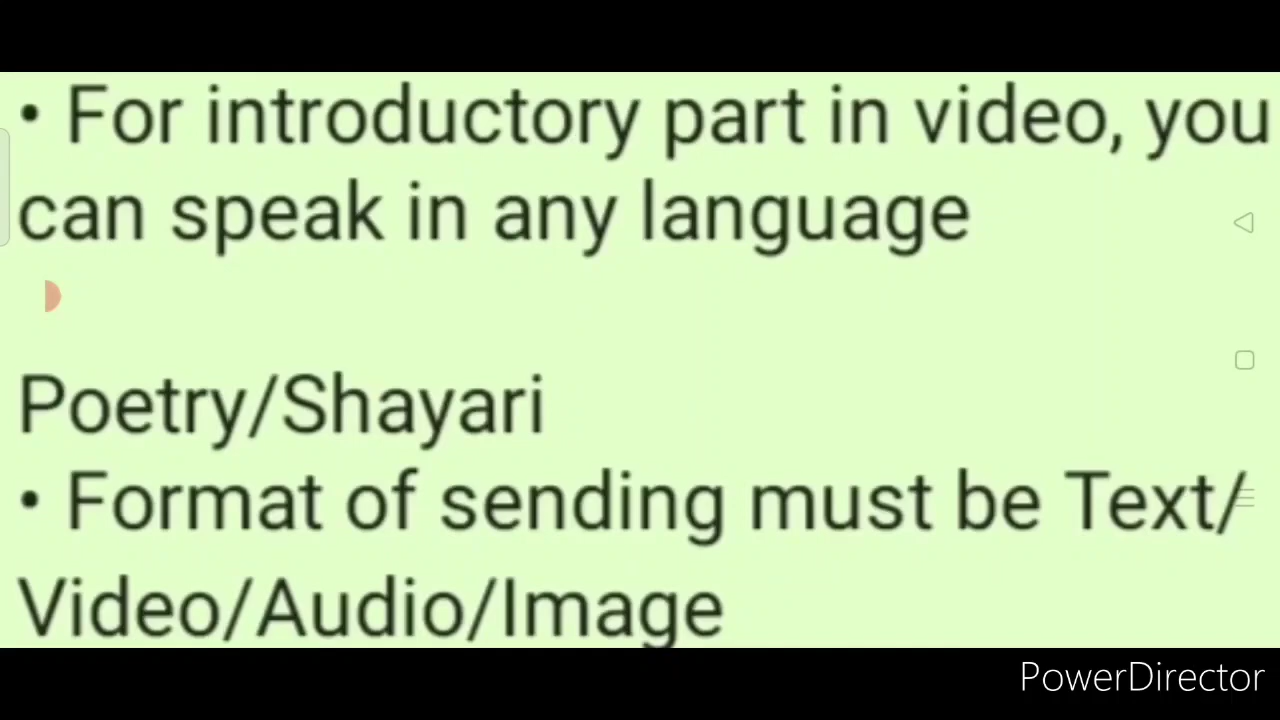 • For introductory part in video, you
can speak in any language
Poetry/Shayari
• Format of sending must be Text/
Video/Audio/Image
PowerDirector